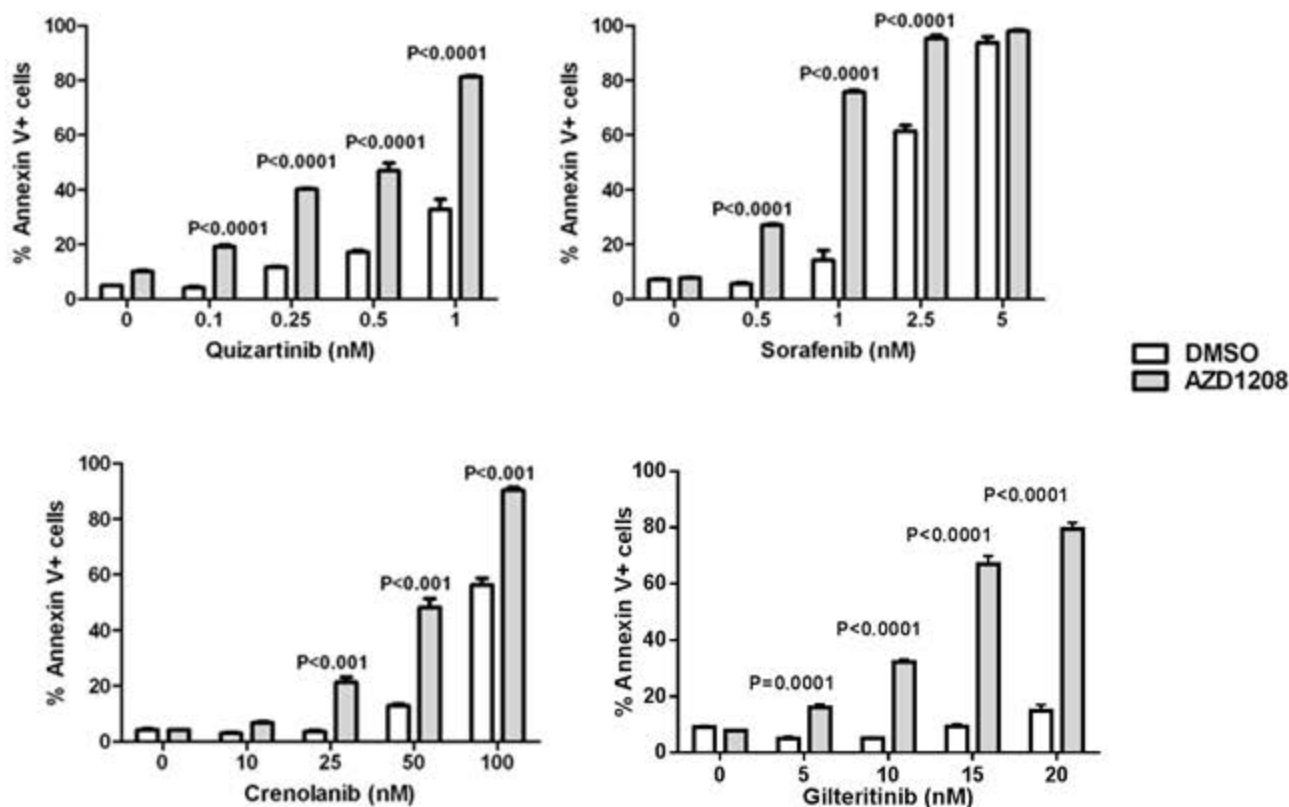 100
80
60
40
20
0
% Annexin V+ cells
P<0.0001
P<0.0001
P<0.0001
P<0.0001
0 0.1 0.25 0.5 1
Quizartinib (nM)
100
80
60
40
20
0
% Annexin V+ cells
P<0.0001
P<0.0001
P<0.0001
0 0.5 1 2.5 5
Sorafenib (nM)
DMSO
AZD1208
100
80
60
40
20
0
% Annexin V+ cells
P<0.001
P<0.001
P<0.001
0 10 25 50 100
Crenolanib (nM)
100
80
60
40
20
0
% Annexin V+ cells
P=0.0001
P<0.0001
P<0.0001
P<0.0001
0 5 10 15 20
Gilteritinib (nM)